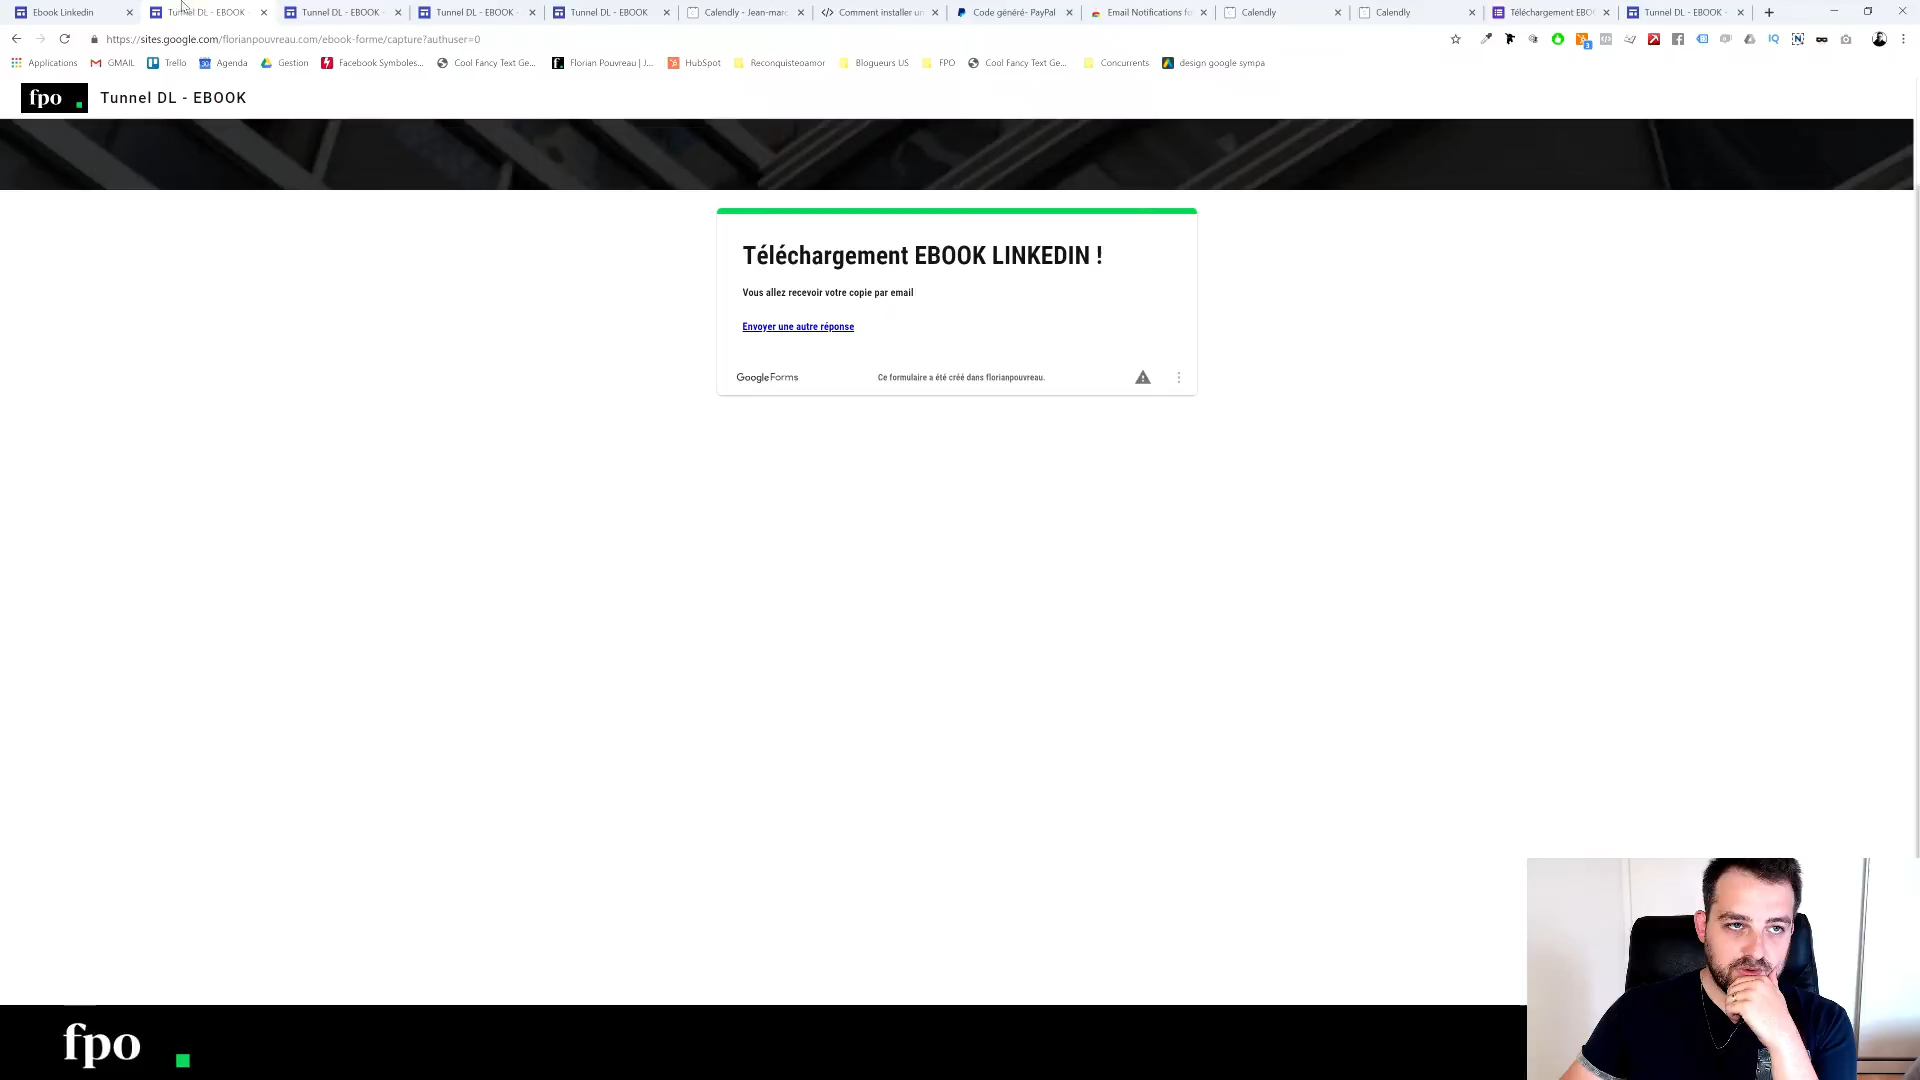 Ebook Linkedin
Tunnel DL - EBOOK
Tunnel DL - EBOOK
Tunnel DL - EBOOK
Tunnel DL - EBOOK
Calendly - Jean-marc
Comment installer un
Code généré- PayPal
Email Notifications fo
Calendly
Calendly
Téléchargement EBO
Tunnel DL - EBOOK
https://sites.google.com/florianpouvreau.com/ebook-forme/capture?authuser=0
Applications
GMAIL
Trello
Agenda
Gestion
Facebook Symboles...
Cool Fancy Text Ge...
Florian Pouvreau | J...
HubSpot
Reconquisteoamor
Blogueurs US
FPO
Cool Fancy Text Ge...
Concurrents
design google sympa
fpo
Tunnel DL - EBOOK
Téléchargement EBOOK LINKEDIN !
Vous allez recevoir votre copie par email
Envoyer une autre réponse
Google Forms
Ce formulaire a été créé dans florianpouvreau.
fpo